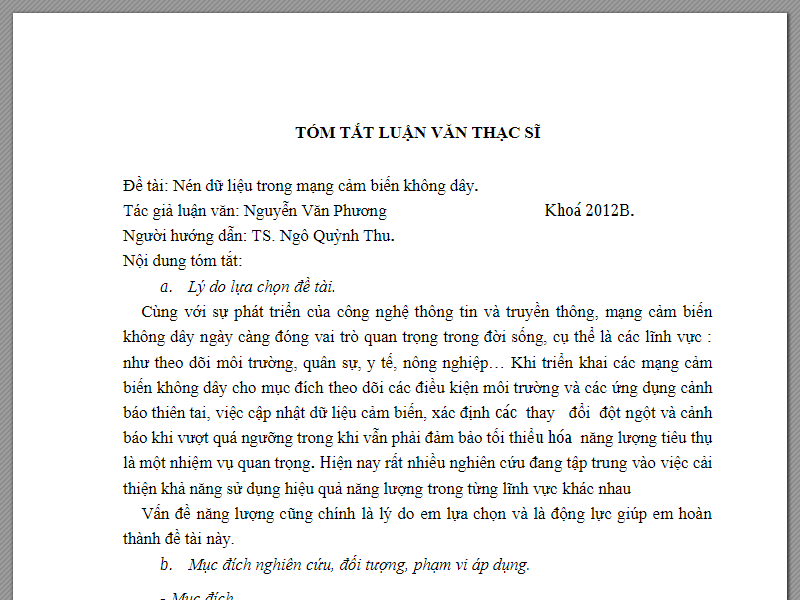 TÓM TẮT LUẬN VĂN THẠC SĨ
Đề tài: Nén dữ liệu trong mạng cảm biến không dây.
Tác giả luận văn: Nguyễn Văn Phương Khoá 2012B.
Người hướng dẫn: TS. Ngô Quỳnh Thu.
Nội dung tóm tắt:
a. Lý do lựa chọn đề tài.
Cùng với sự phát triển của công nghệ thông tin và truyền thông, mạng cảm biến
không dây ngày càng đóng vai trò quan trọng trong đời sống, cụ thể là các lĩnh vực :
như theo dõi môi trường, quân sự, y tế, nông nghiệp… Khi triển khai các mạng cảm
biến không dây cho mục đích theo dõi các điều kiện môi trường và các ứng dụng cảnh
báo thiên tai, việc cập nhật dữ liệu cảm biến, xác định các thay đổi đột ngột và cảnh
báo khi vượt quá ngưỡng trong khi vẫn phải đảm bảo tối thiểu hóa năng lượng tiêu thụ
là một nhiệm vụ quan trọng. Hiện nay rất nhiều nghiên cứu đang tập trung vào việc cải
thiện khả năng sử dụng hiệu quả năng lượng trong từng lĩnh vực khác nhau
Vấn đề năng lượng cũng chính là lý do em lựa chọn và là động lực giúp em hoàn
thành đề tài này.
b. Mục đích nghiên cứu, đối tượng, phạm vi áp dụng.
- Mục đích